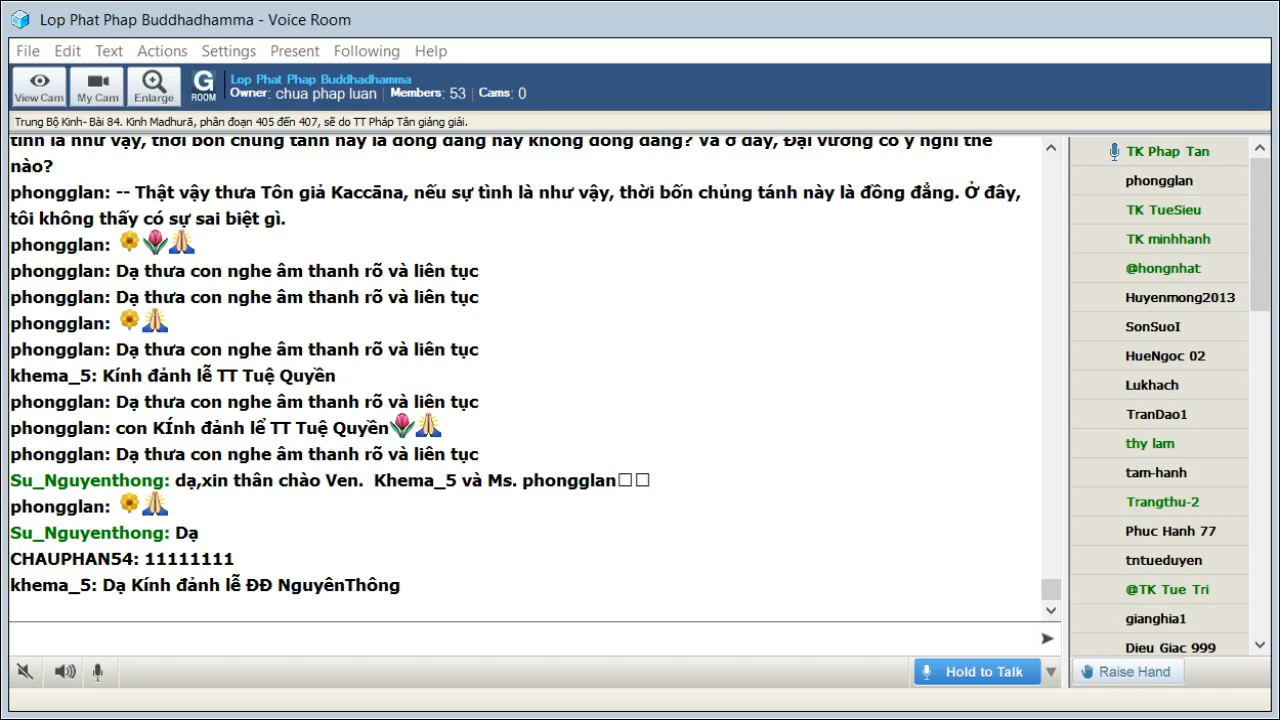 Lop Phat Phap Buddhadhamma - Voice Room
File Edit Text Actions Settings Present Following Help
View Cam My Cam Enlarge G ROOM
Lop Phat Phap Buddhadhamma
Owner: chua phap luan Members: 53 Cams: 0
Trung Bộ Kinh- Bài 84. Kinh Madhurā, phân đoạn 405 đến 407, sẽ do TT Pháp Tân giảng giải.
tình là như vậy, thời bốn chủng tánh này là đồng đẳng hay không đồng đẳng? Và ở đây, Đại vương có ý nghĩ thế
nào?
phongglan: -- Thật vậy thưa Tôn giả Kaccāna, nếu sự tình là như vậy, thời bốn chủng tánh này là đồng đẳng. Ở đây,
tôi không thấy có sự sai biệt gì.
phongglan:
phongglan: Dạ thưa con nghe âm thanh rõ và liên tục
phongglan: Dạ thưa con nghe âm thanh rõ và liên tục
phongglan:
phongglan: Dạ thưa con nghe âm thanh rõ và liên tục
khema_5: Kính đảnh lễ TT Tuệ Quyền
phongglan: Dạ thưa con nghe âm thanh rõ và liên tục
phongglan: con KÍnh đảnh lể TT Tuệ Quyền
phongglan: Dạ thưa con nghe âm thanh rõ và liên tục
Su_Nguyenthong: dạ,xin thân chào Ven. Khema_5 và Ms. phongglan
phongglan:
Su_Nguyenthong: Dạ
CHAUPHAN54: 11111111
khema_5: Dạ Kính đảnh lễ ĐĐ NguyênThông
TK Phap Tan
phongglan
TK TueSieu
TK minhhanh
@hongnhat
Huyenmong2013
SonSuoI
HueNgoc 02
Lukhach
TranDao1
thy lam
tam-hanh
Trangthu-2
Phuc Hanh 77
tntueduyen
@TK Tue Tri
gianghia1
Dieu Giac 999
Hold to Talk
Raise Hand